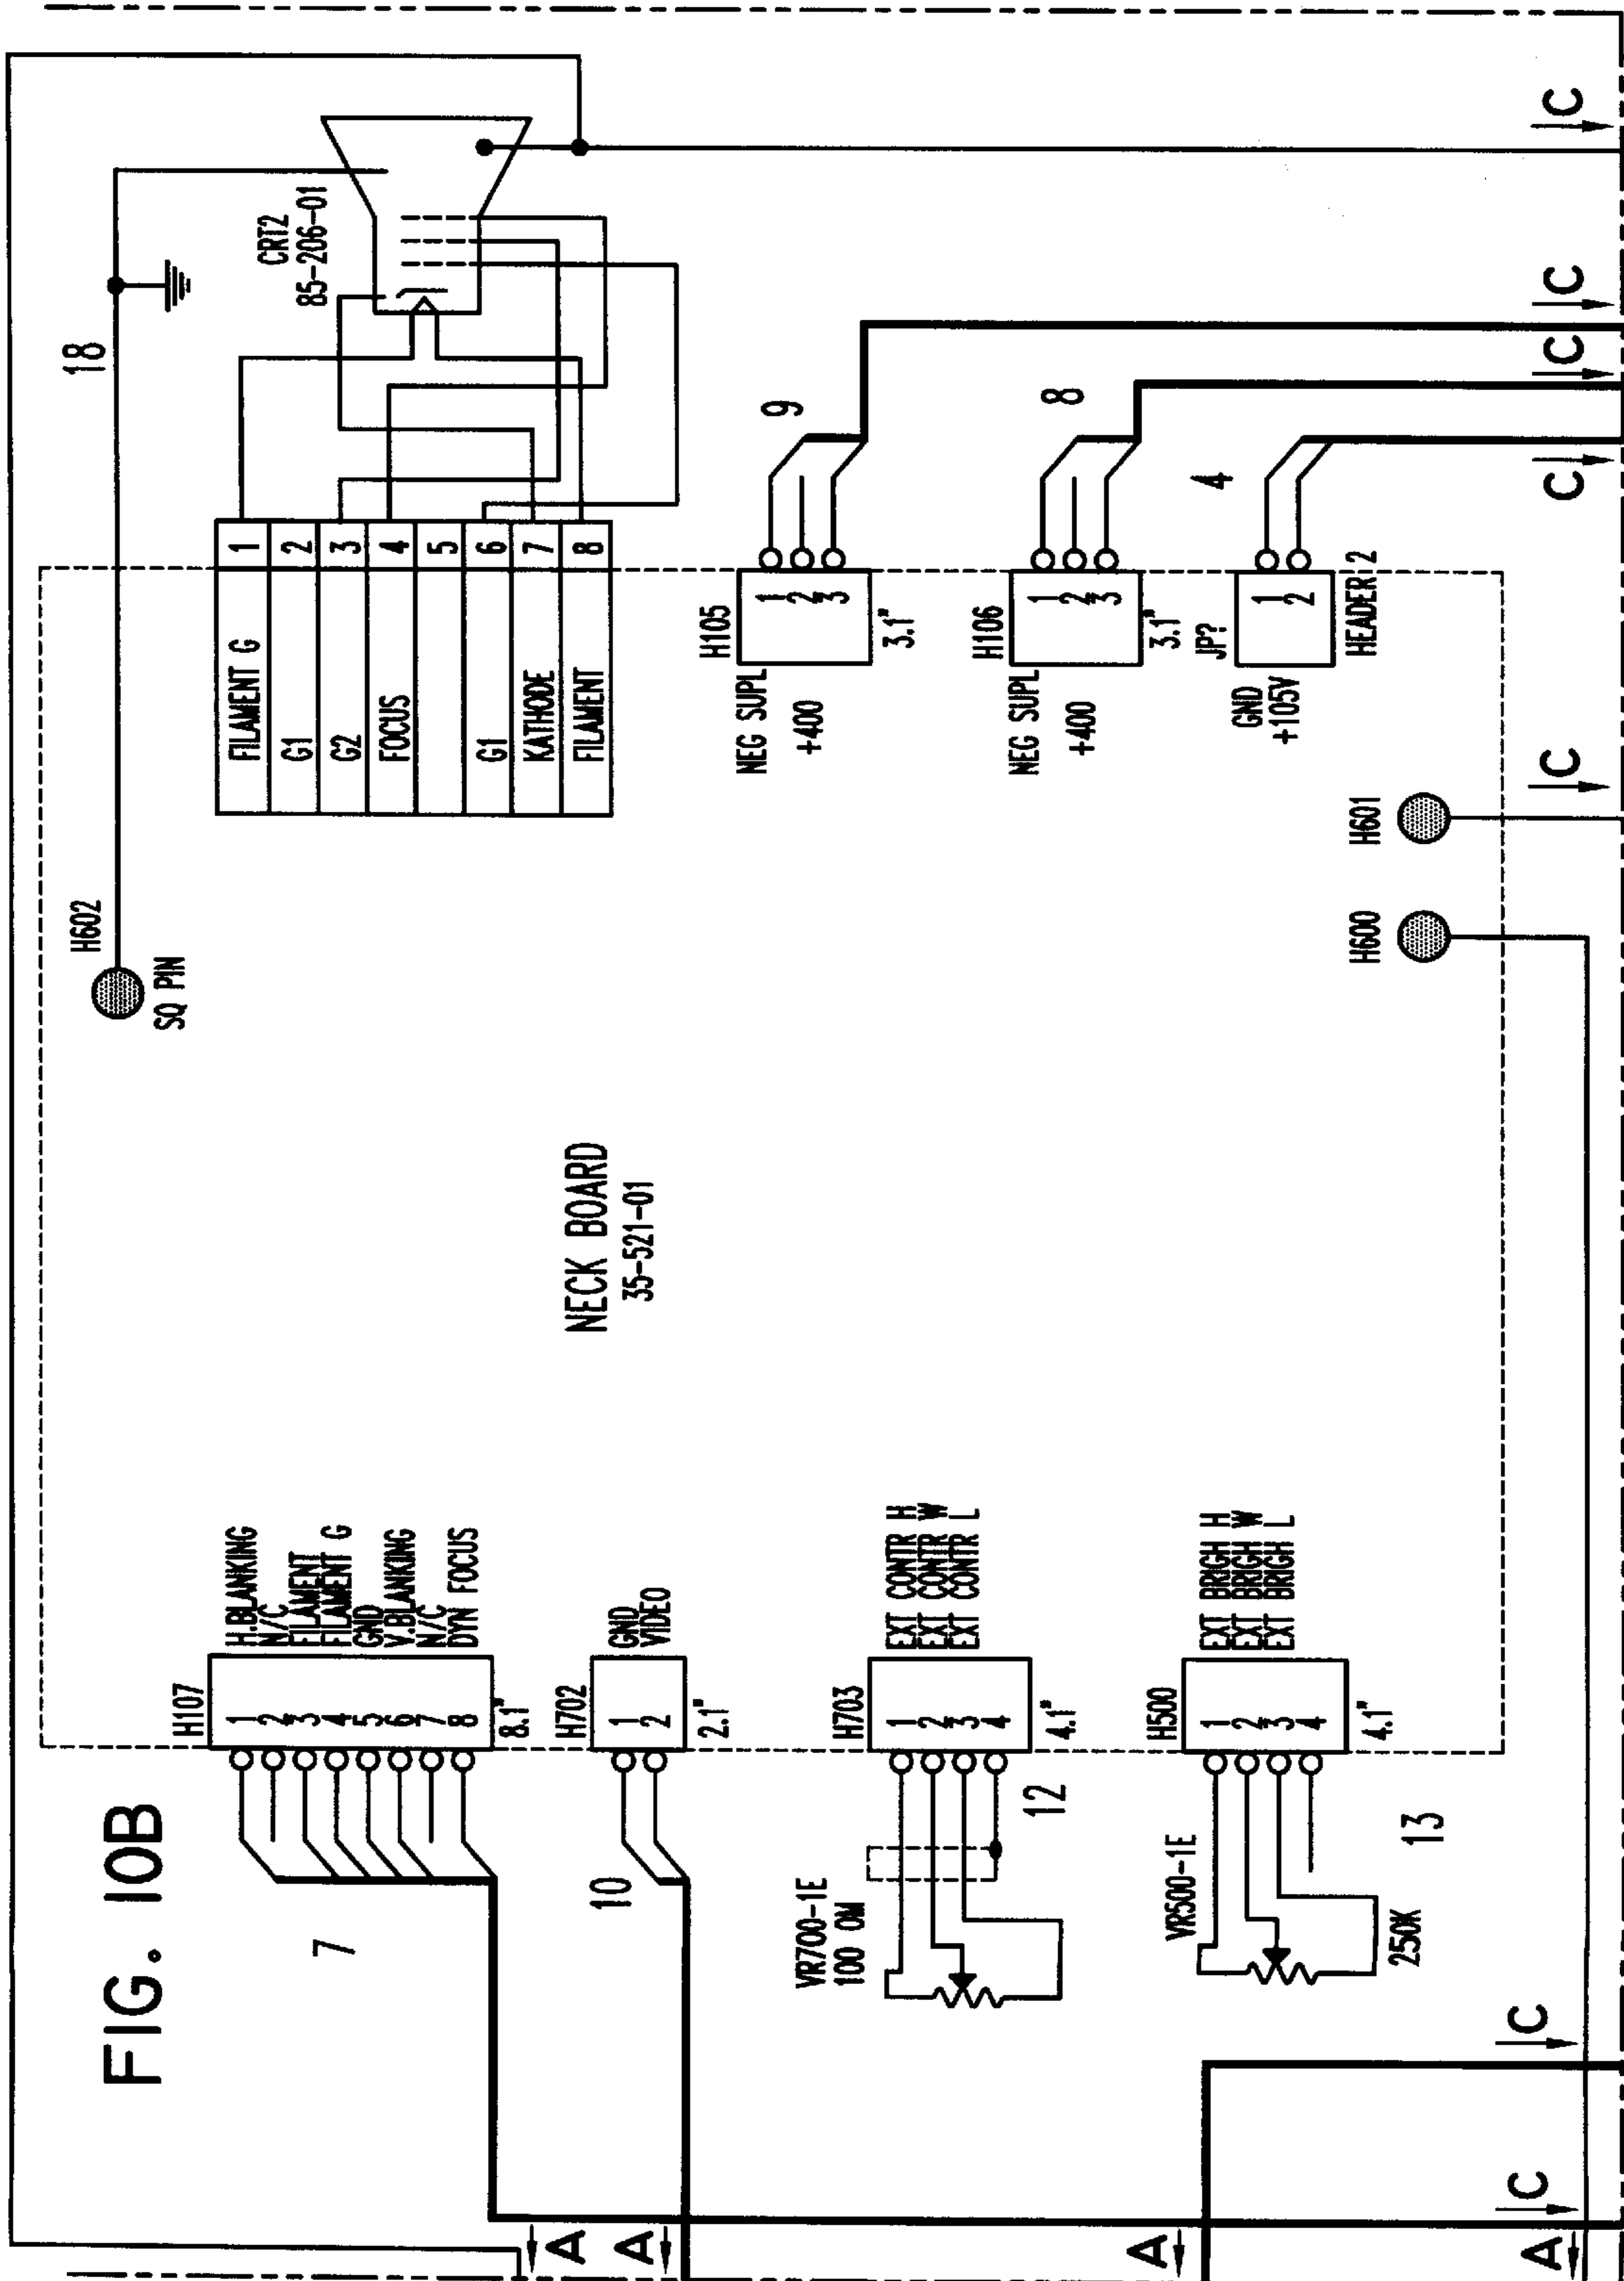 FIG. 10B
7
H107
1
2
3
4
5
6
7
8
8.1"
H.BLANKING
N/C
FILAMENT
FILAMENT G
GND
V.BLANKING
N/C
DYN FOCUS
10
H702
1
2
2.1"
GND
VIDEO
VR700-1E
100 OM
12
H703
1
2
3
4
4.1"
EXT CONTR H
EXT CONTR W
EXT CONTR L
VR500-1E
250K
13
H500
1
2
3
4
4.1"
EXT BRIGH H
EXT BRIGH W
EXT BRIGH L
NECK BOARD
35-521-01
H602
SQ PIN
18
CRT2
85-206-01
FILAMENT G 1
G1 2
G2 3
FOCUS 4
5
G1 6
KATHODE 7
FILAMENT 8
H105
NEG SUPL
+400
1
2
3
3.1"
9
H106
NEG SUPL
+400
1
2
3
3.1"
8
JP?
GND
+105V
1
2
HEADER 2
4
H600
H601
A
A
A
A
C
C
C
C
C
C
C